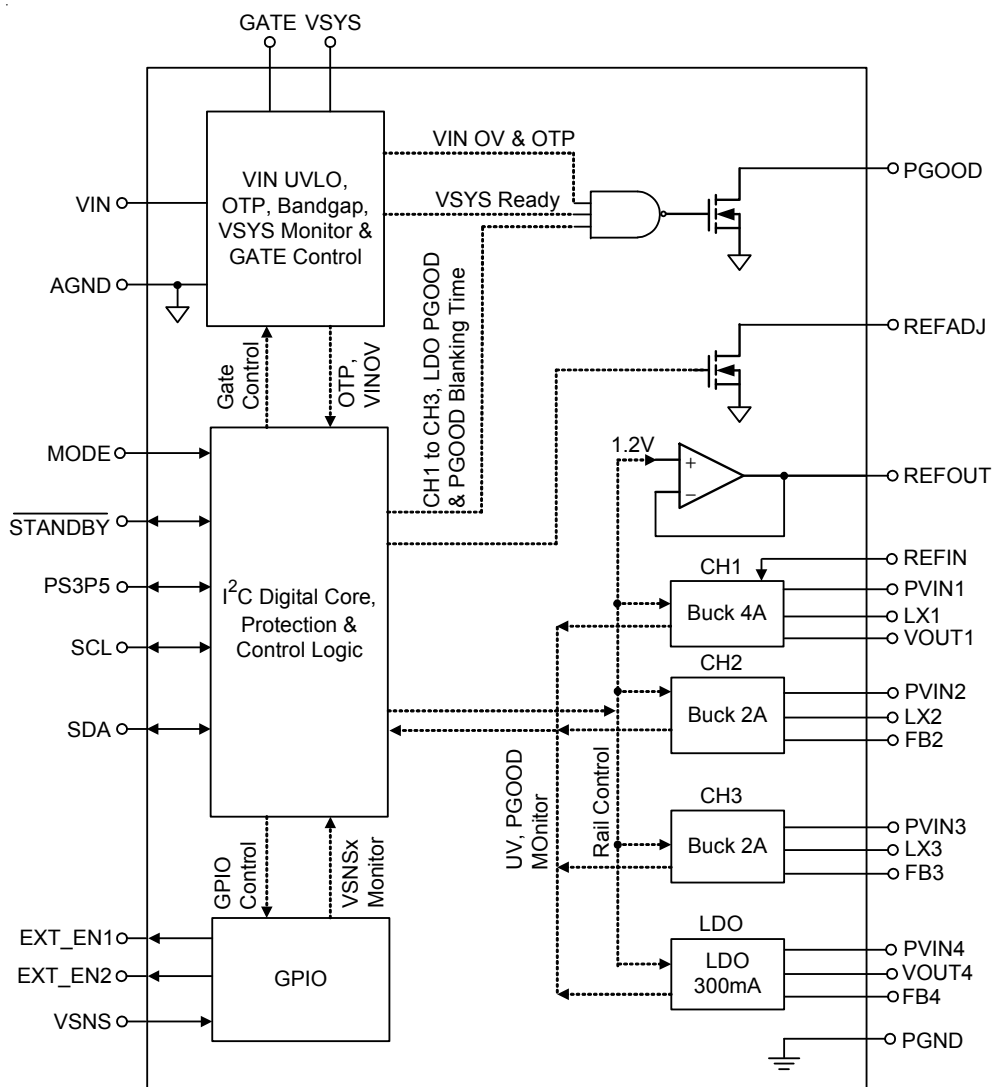 GATE VSYS
VIN OV & OTP
PGOOD
VIN UVLO,
OTP, Bandgap,
VSYS Monitor &
GATE Control
VSYS Ready
VIN
AGND
CH1 to CH3, LDO PGOOD
& PGOOD Blanking Time
REFADJ
Gate
Control
OTP,
VINOV
MODE
1.2V
+
−
REFOUT
STANDBY
REFIN
CH1
PS3P5
I²C Digital Core,
Protection &
Control Logic
Buck 4A
PVIN1
LX1
VOUT1
SCL
CH2
SDA
Buck 2A
PVIN2
LX2
FB2
UV, PGOOD
MOnitor
Rail Control
CH3
Buck 2A
PVIN3
LX3
FB3
GPIO
Control
VSNSx
Monitor
EXT_EN1
EXT_EN2
VSNS
GPIO
LDO
LDO
300mA
PVIN4
VOUT4
FB4
PGND